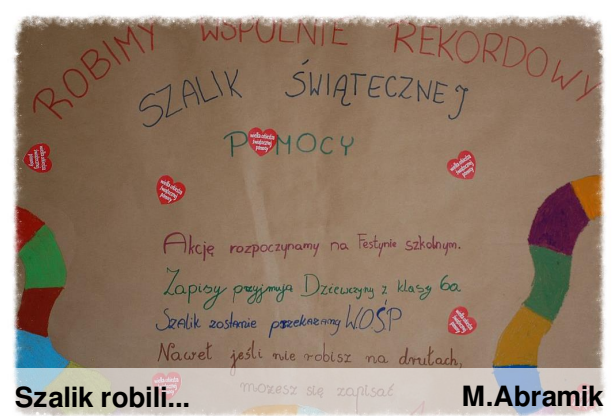 ROBIMY WSPÓLNIE REKORDOWY
SZALIK ŚWIĄTECZNEJ
POMOCY
Akcję rozpoczynamy na Festynie szkolnym.
Zapisy przyjmują Dziewczyny z klasy 6a.
Szalik zostanie przekazany WOŚP
Nawet jeśli nie robisz na drutach,
możesz się zapisać
Szalik robili...
M.Abramik